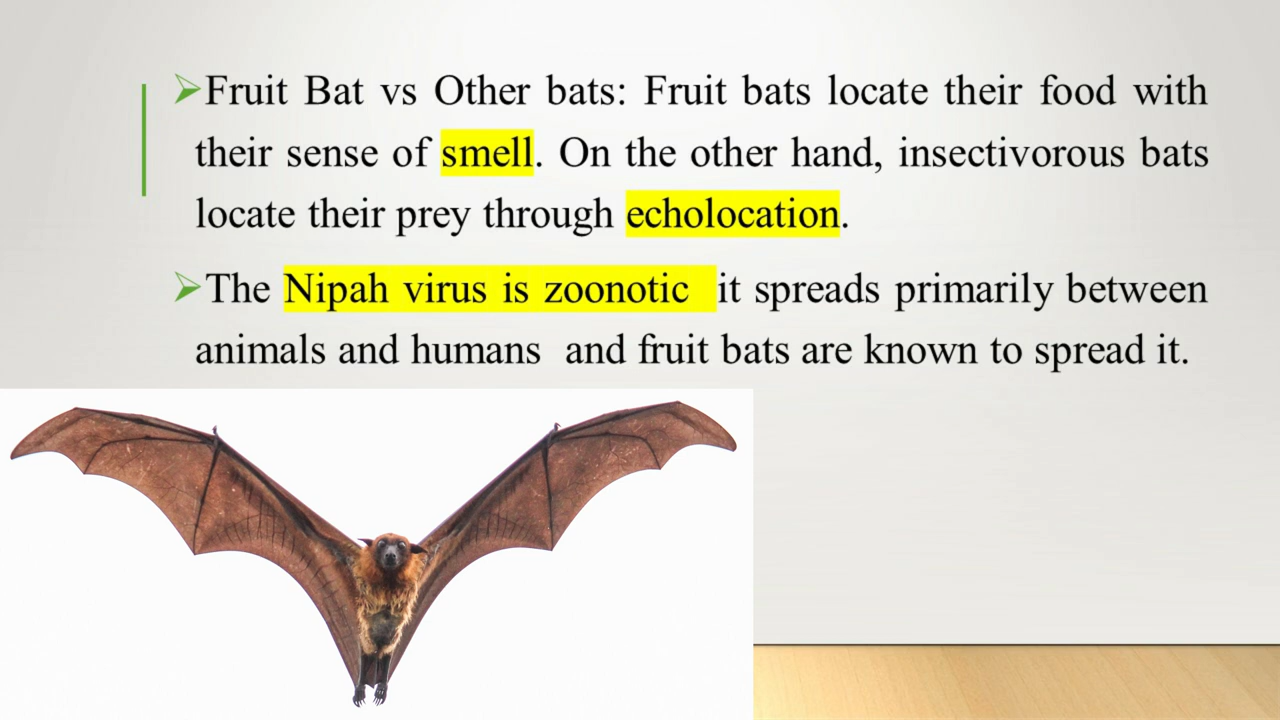 Fruit Bat vs Other bats: Fruit bats locate their food with
their sense of smell. On the other hand, insectivorous bats
locate their prey through echolocation.
The Nipah virus is zoonotic it spreads primarily between
animals and humans and fruit bats are known to spread it.